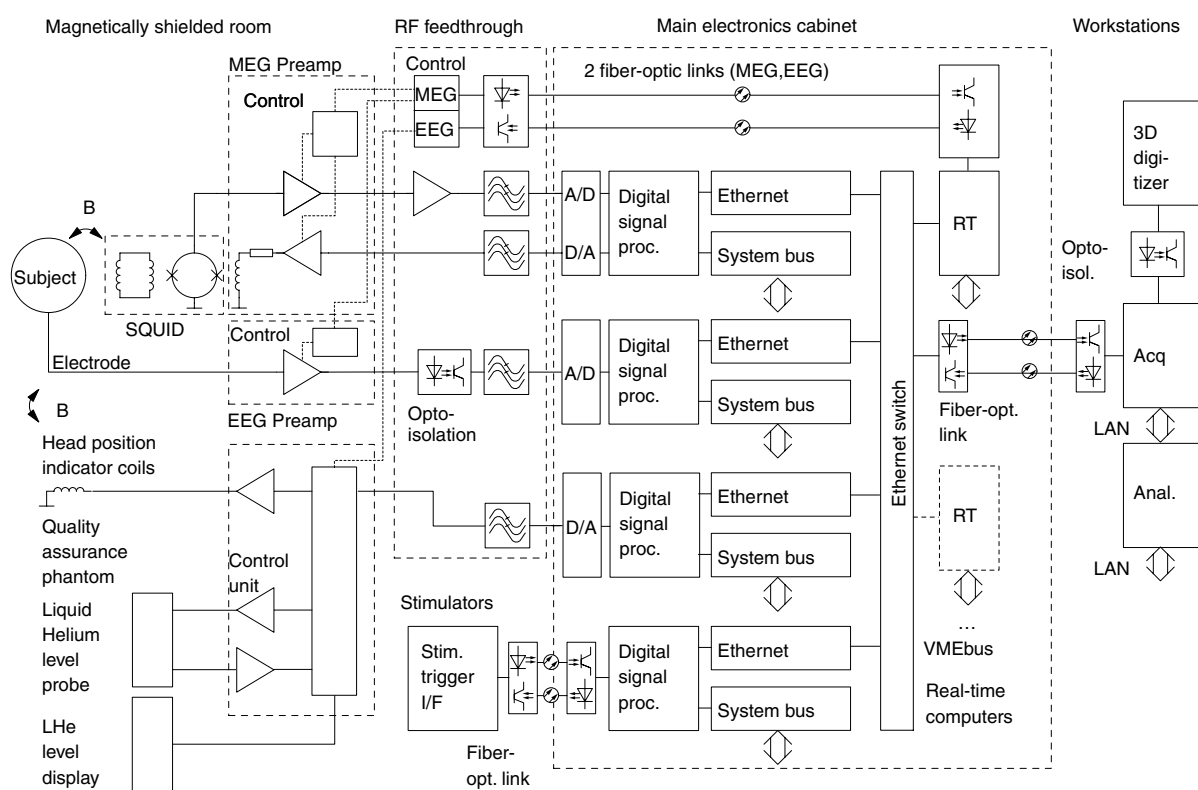 Magnetically shielded room
RF feedthrough
Main electronics cabinet
Workstations
MEG Preamp
Control
2 fiber-optic links (MEG,EEG)
Control
MEG
EEG
3D
digi-
tizer
A/D
Digital
signal
proc.
Ethernet
B
RT
D/A
System bus
Opto-
isol.
Subject
SQUID
Control
Electrode
A/D
Digital
signal
proc.
Ethernet
Acq
System bus
B
EEG Preamp
Opto-
isolation
Fiber-opt.
link
LAN
Ethernet switch
Head position
indicator coils
D/A
Digital
signal
proc.
Ethernet
RT
Anal.
System bus
Quality
assurance
phantom
Control
unit
LAN
Liquid
Helium
level
probe
Stimulators
...
VMEbus
Stim.
trigger
I/F
Digital
signal
proc.
Ethernet
System bus
Real-time
computers
LHe
level
display
Fiber-
opt. link